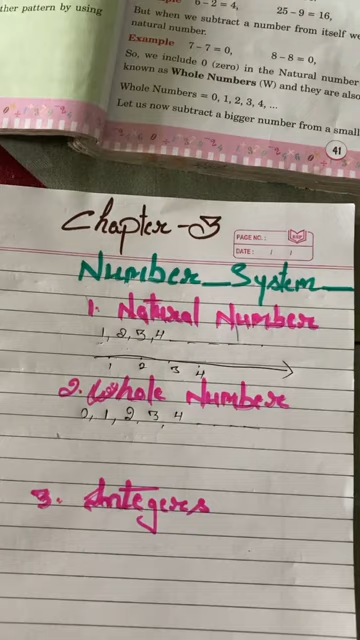 ther pattern by using
6 – 2 = 4, 25 – 9 = 16,
But when we subtract a number from itself we
natural number.
Example 7 – 7 = 0, 8 – 8 = 0,
So, we include 0 (zero) in the Natural number
known as Whole Numbers (W) and they are also
Whole Numbers = 0, 1, 2, 3, 4, ...
Let us now subtract a bigger number from a small
41
Chapter - 3
PAGE NO.:
DATE: / /
Number System
1. Natural Number
1, 2, 3, 4
1 2 3 4
2. Whole Number
0, 1, 2, 3, 4
3. Integers